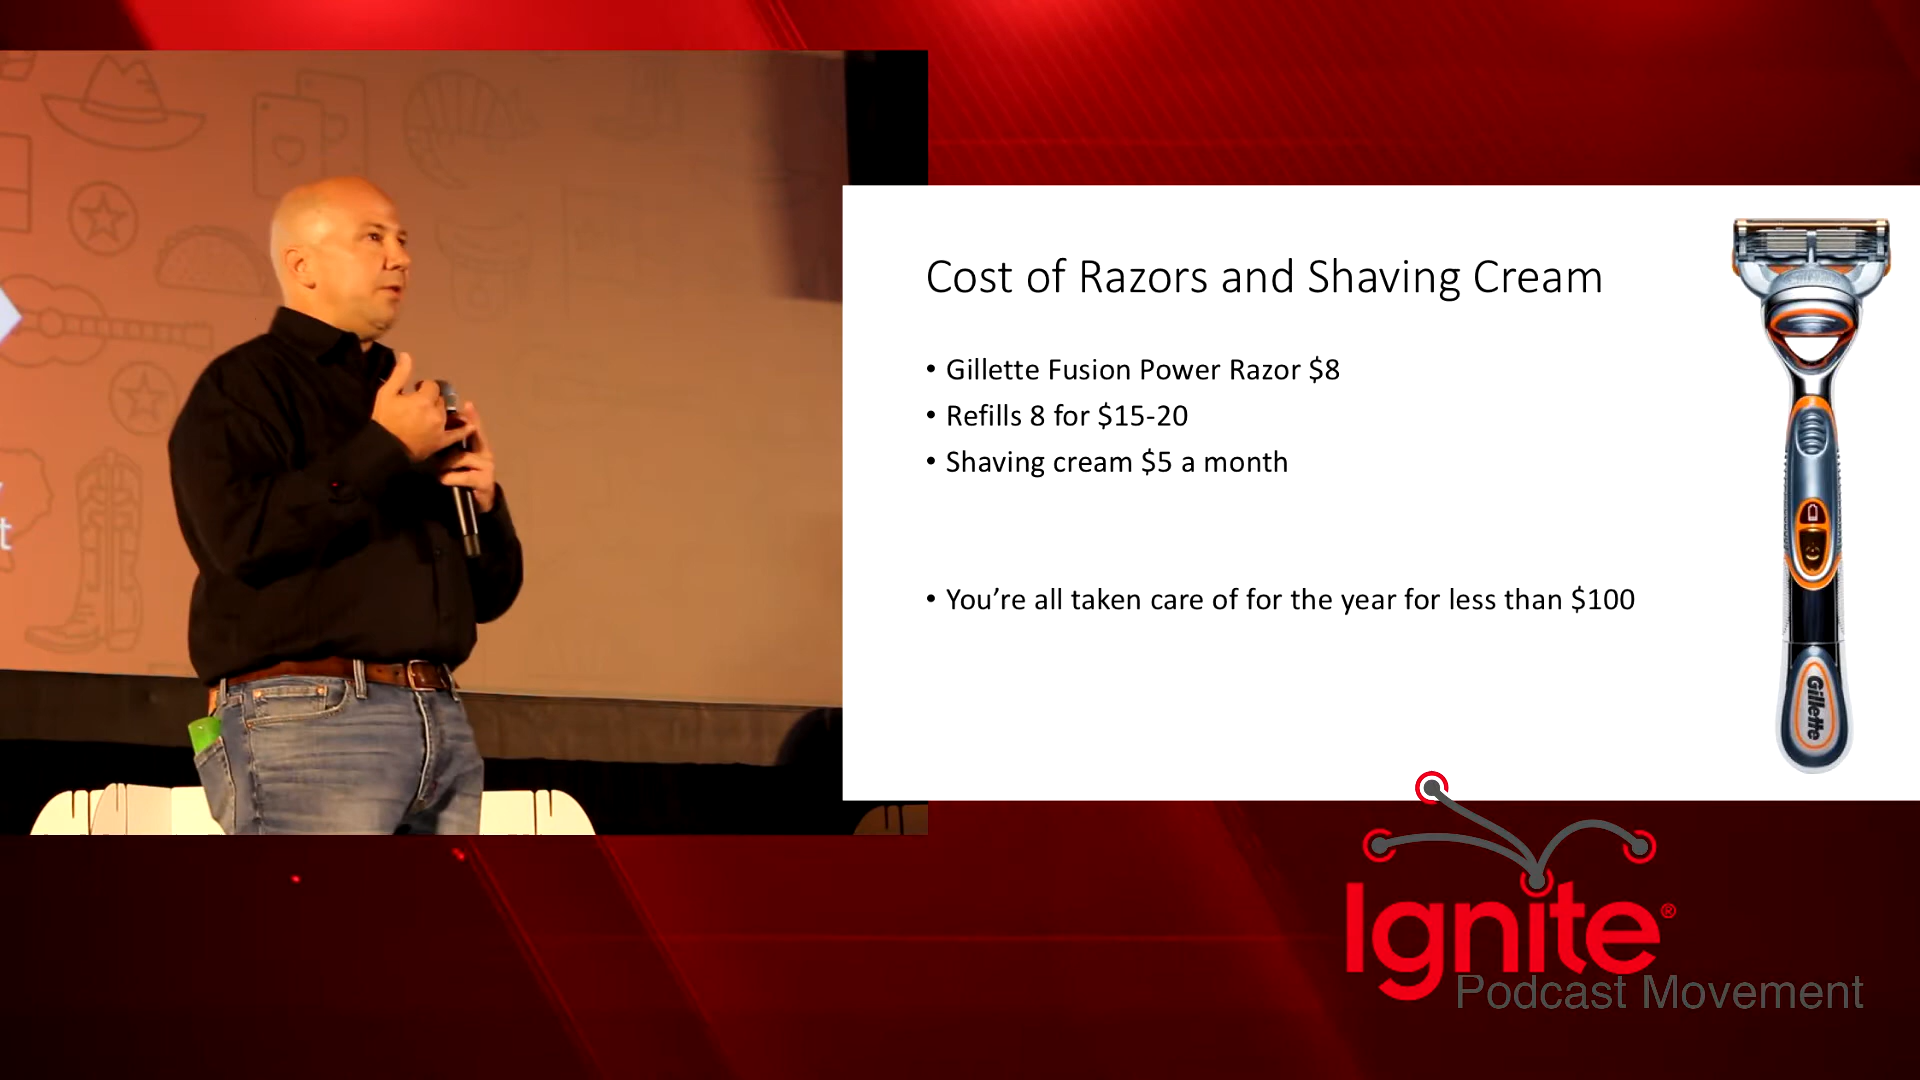 Cost of Razors and Shaving Cream
• Gillette Fusion Power Razor $8
• Refills 8 for $15-20
• Shaving cream $5 a month
• You’re all taken care of for the year for less than $100
Gillette
t
Ignite®
Podcast Movement